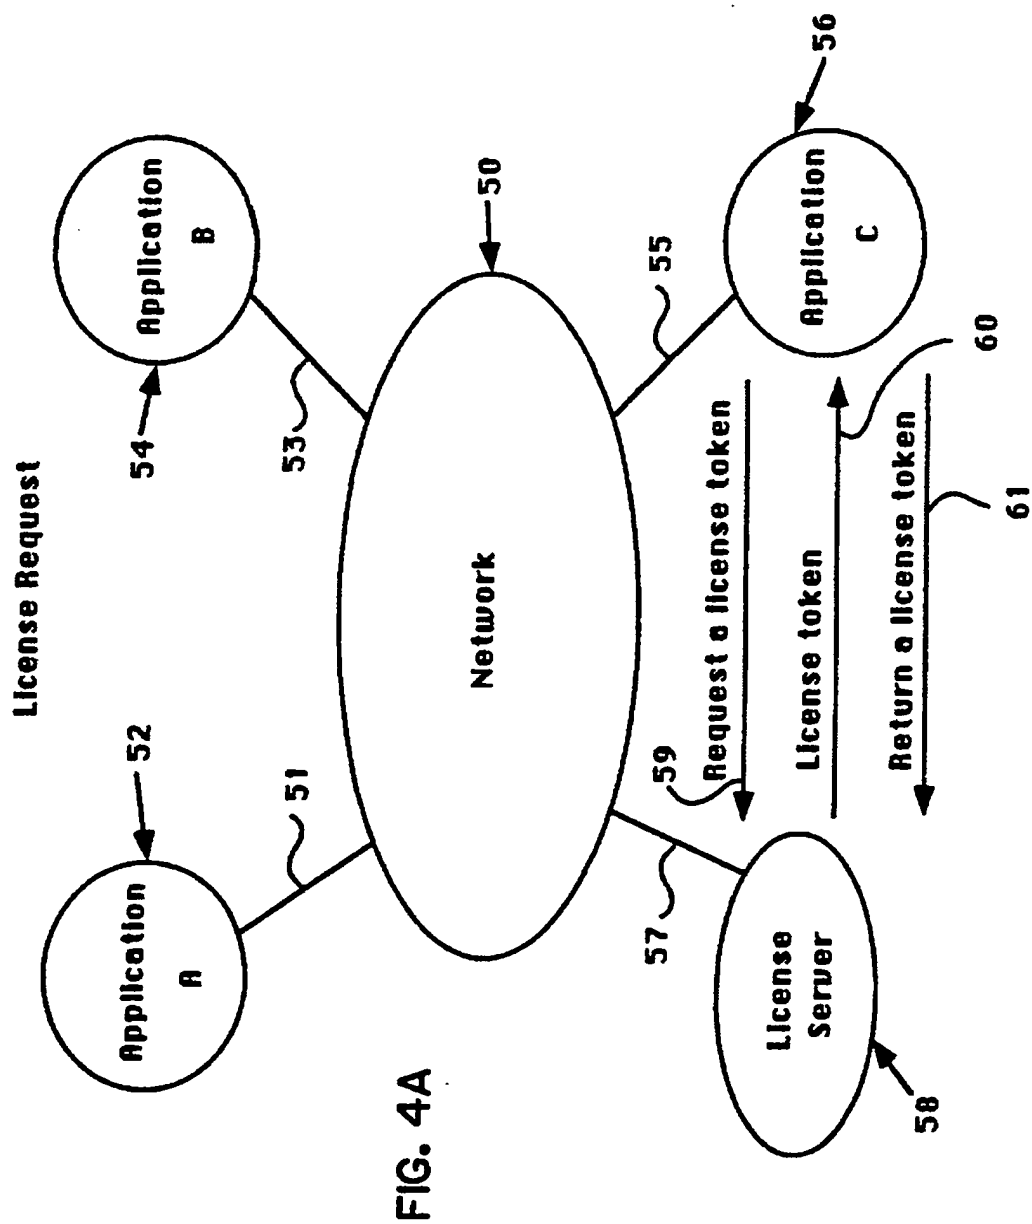 License Request
52
Application
A
51
54
Application
B
53
50
Network
57
55
59
Request a license token
License token
60
Return a license token
61
License
Server
58
Application
C
56
FIG. 4A